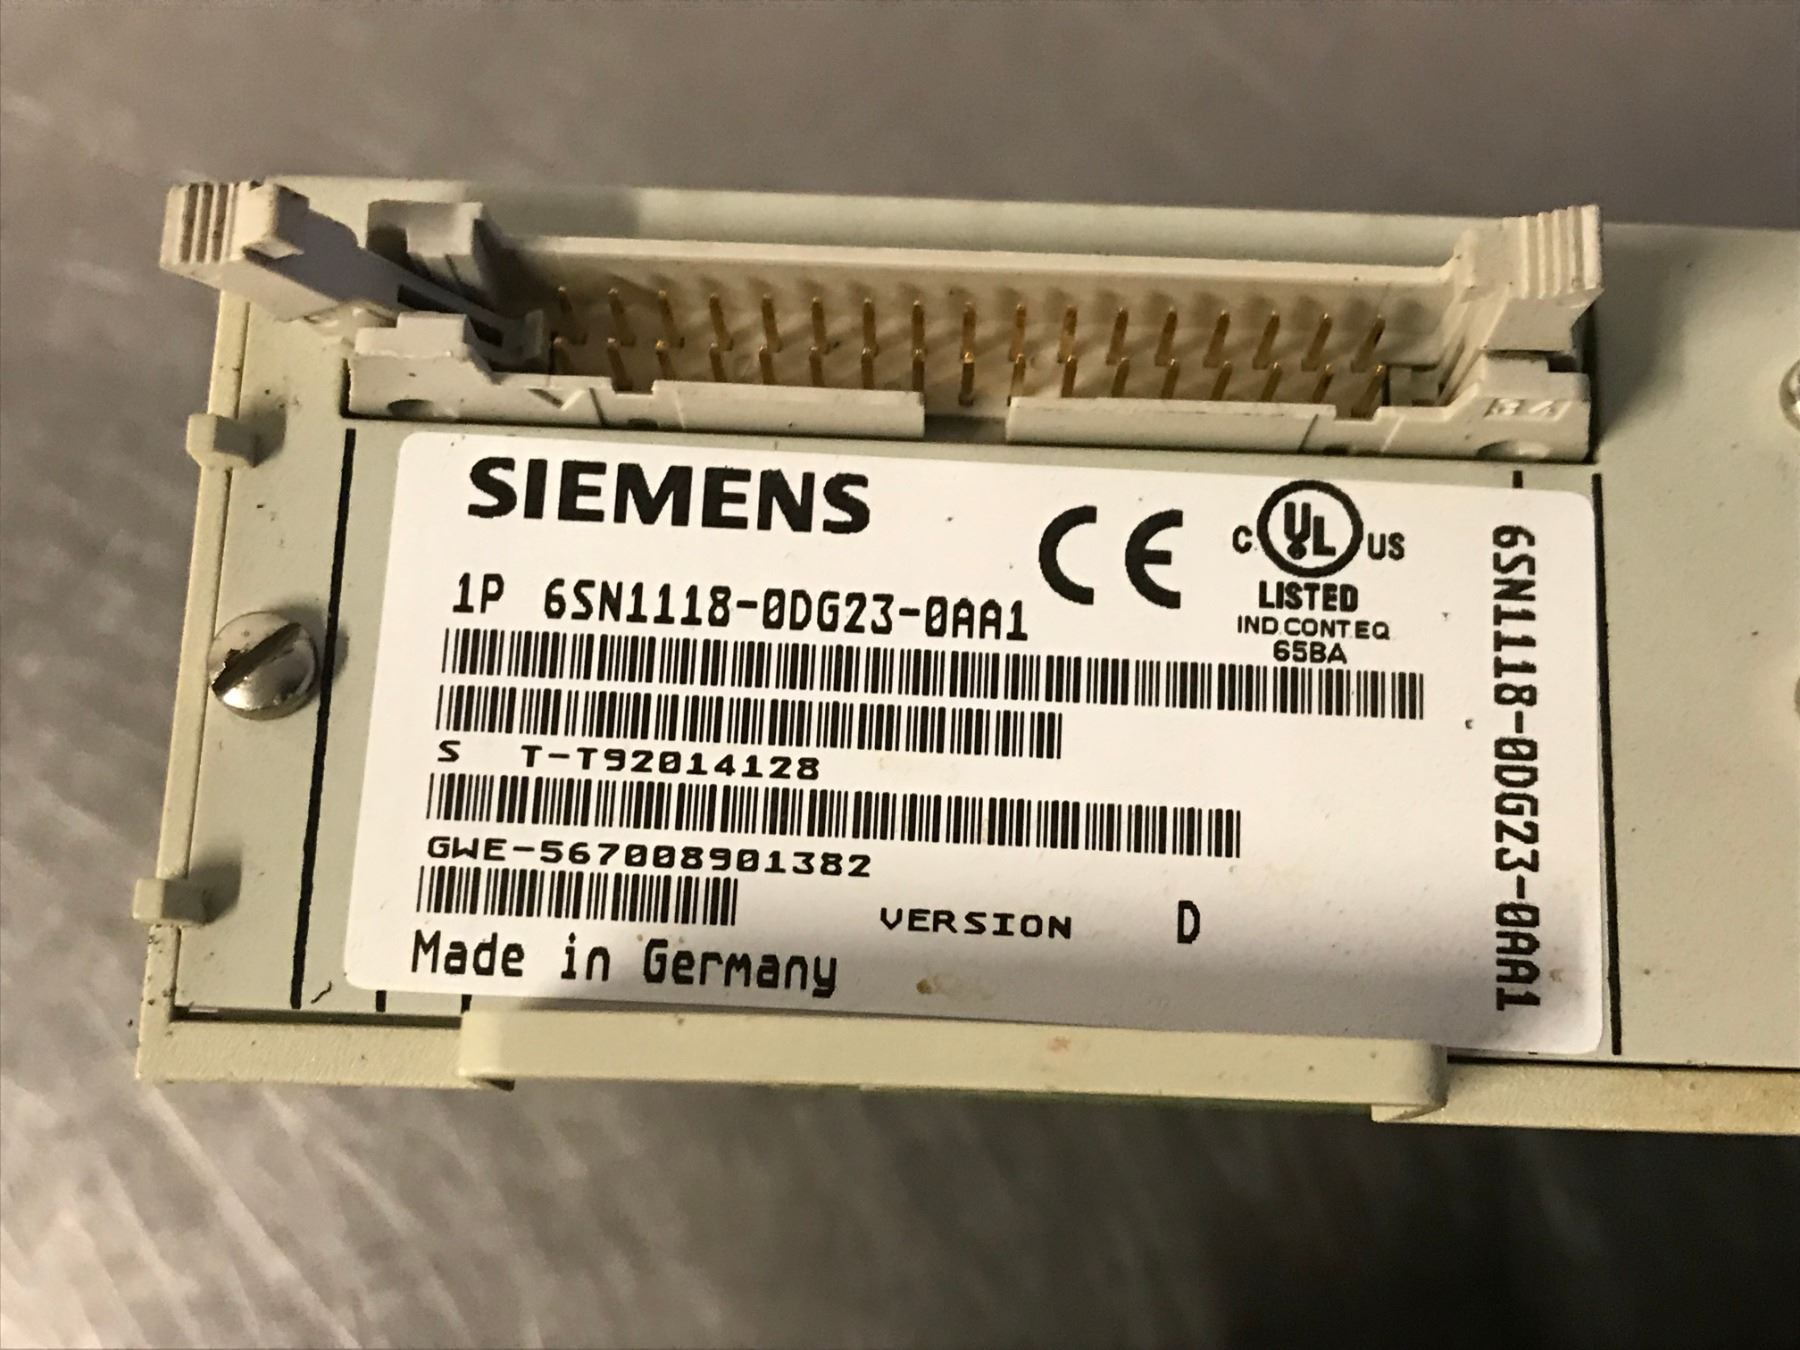 34
SIEMENS
CE
C UL US
LISTED
IND.CONT.EQ
65BA
1P 6SN1118-0DG23-0AA1
S T-T92014128
GWE-567008901382
VERSION D
Made in Germany
6SN1118-0DG23-0AA1